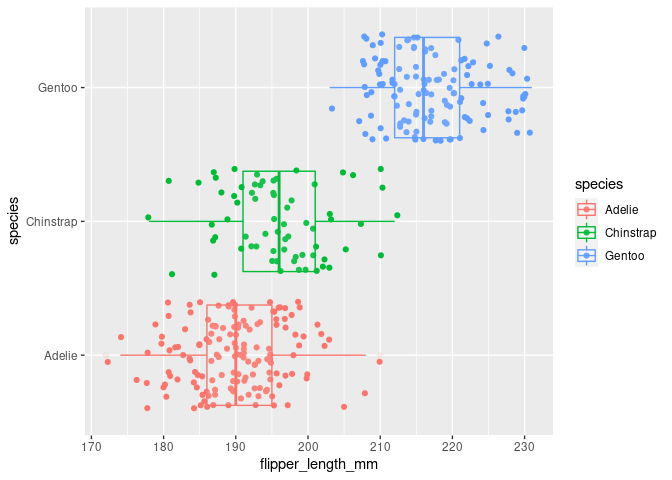 Gentoo
species
Chinstrap
Adelie
170 180 190 200 210 220 230
flipper_length_mm
species
Adelie
Chinstrap
Gentoo